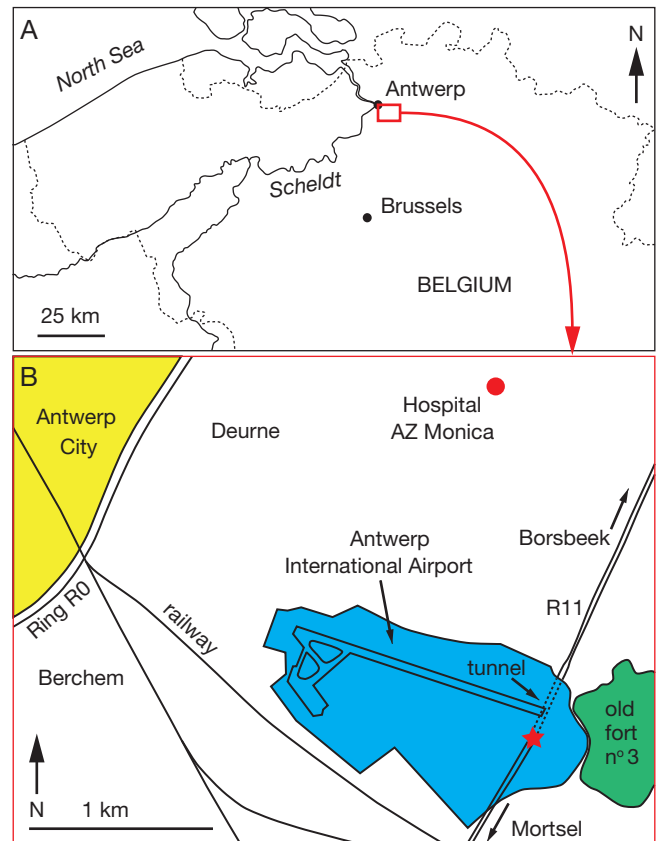 A
N
North Sea
Antwerp
Scheldt
Brussels
BELGIUM
25 km
B
Antwerp
City
Deurne
Hospital
AZ Monica
Borsbeek
Antwerp
International Airport
R11
Ring R0
railway
tunnel
Berchem
old
fort
nº 3
N
1 km
Mortsel